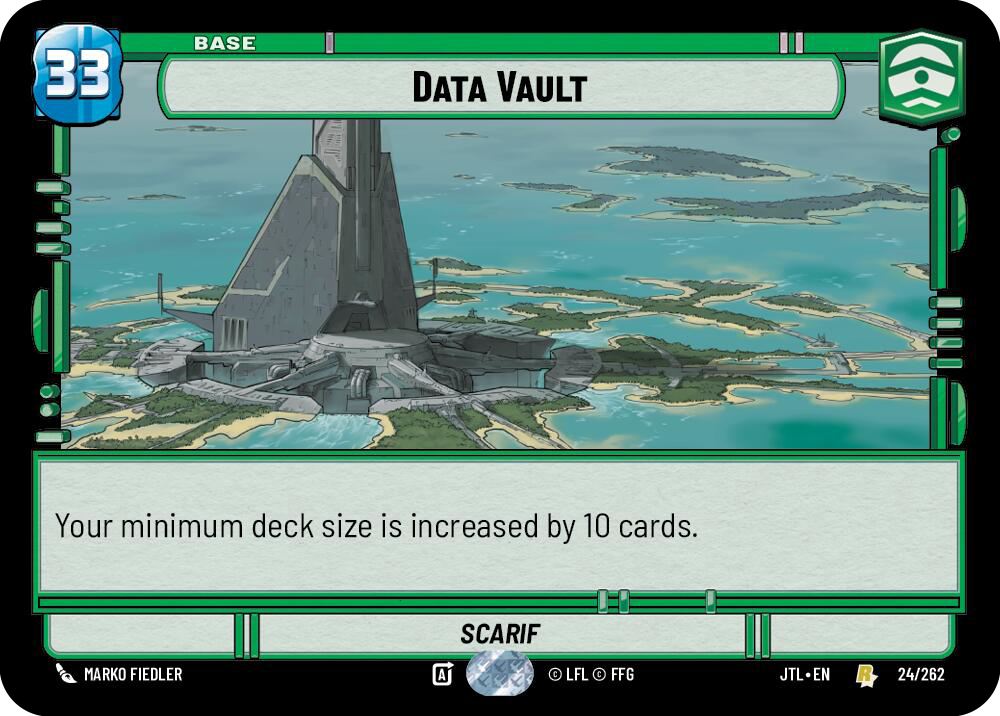 33
BASE
DATA VAULT
Your minimum deck size is increased by 10 cards.
SCARIF
MARKO FIEDLER
A
© LFL © FFG
JTL•EN
R
24/262